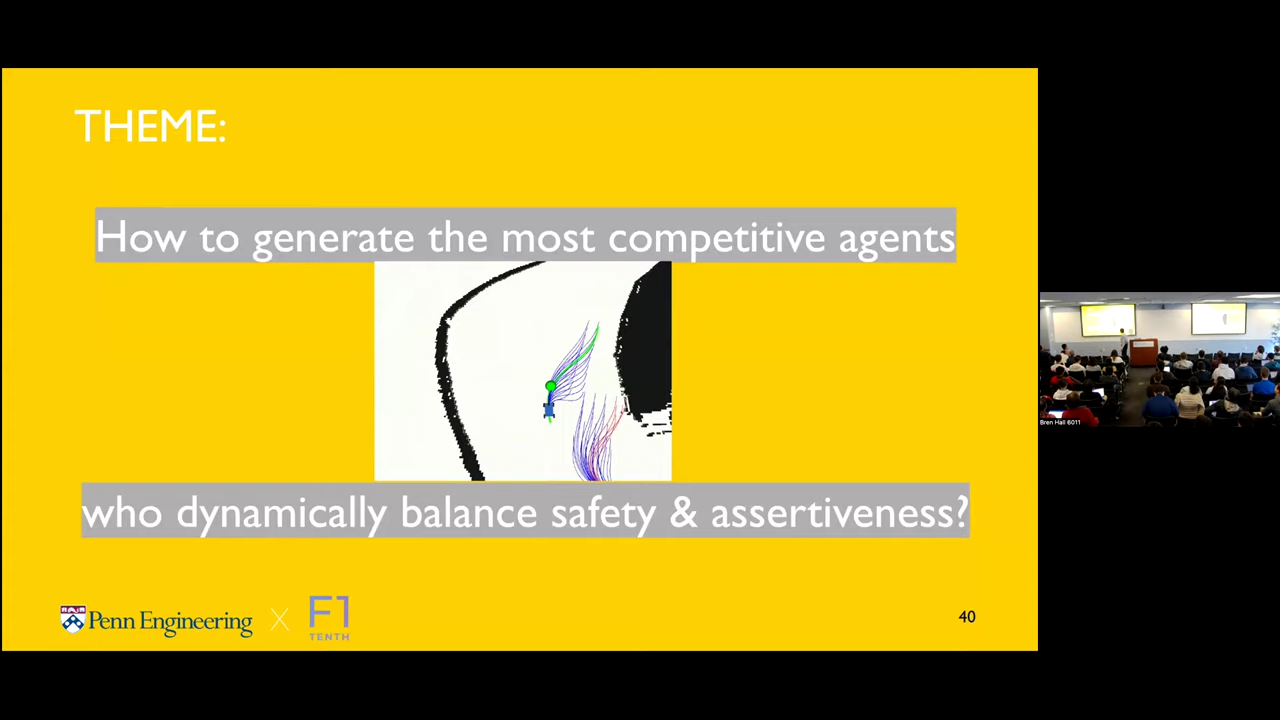 THEME:
How to generate the most competitive agents
who dynamically balance safety & assertiveness?
Penn Engineering X F1
TENTH
40
Bren Hall 6011